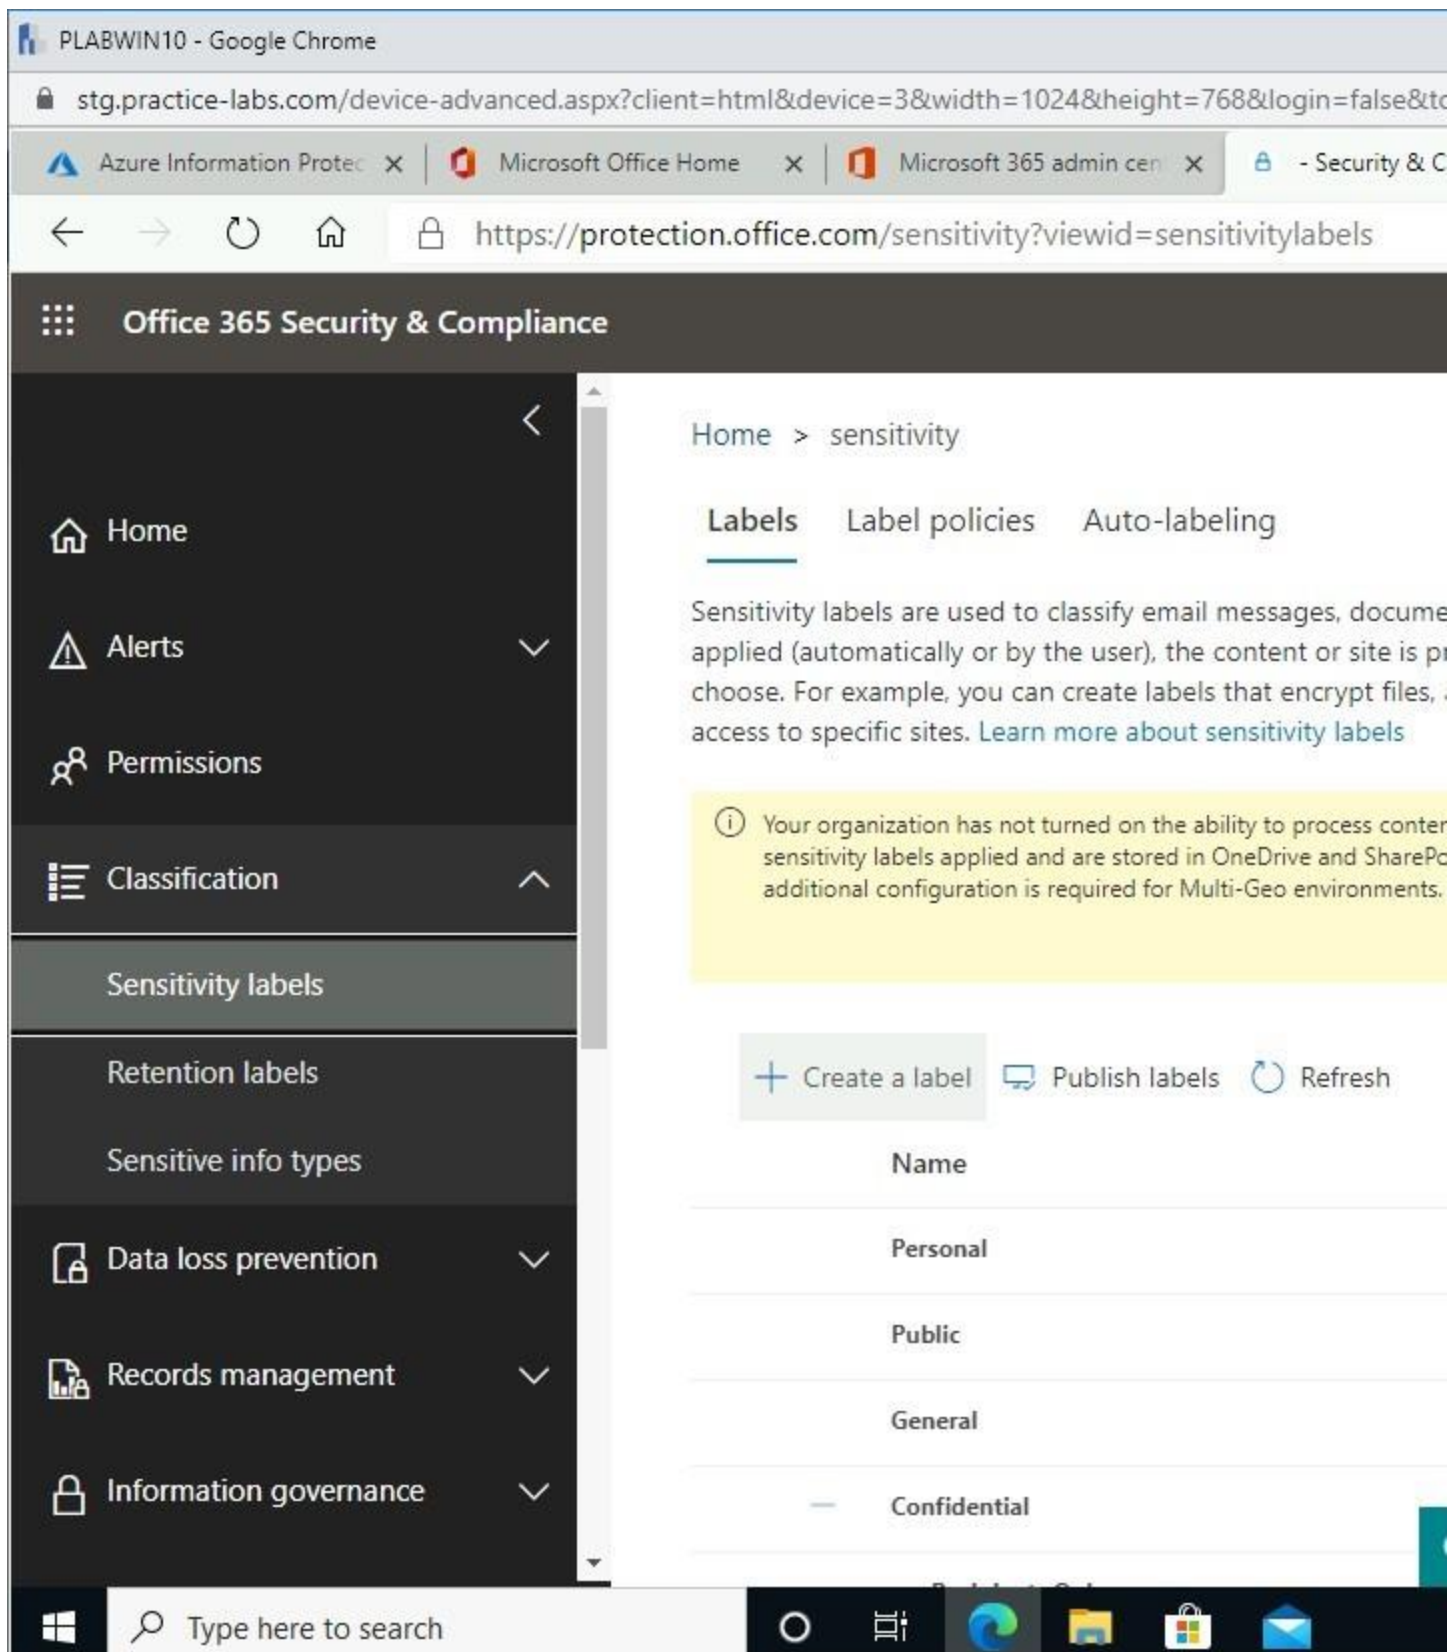 PLABWIN10 - Google Chrome
stg.practice-labs.com/device-advanced.aspx?client=html&device=3&width=1024&height=768&login=false&to
Azure Information Protec
Microsoft Office Home
Microsoft 365 admin cen
- Security & C
https://protection.office.com/sensitivity?viewid=sensitivitylabels
Office 365 Security & Compliance
Home
Alerts
Permissions
Classification
Sensitivity labels
Retention labels
Sensitive info types
Data loss prevention
Records management
Information governance
Home > sensitivity
Labels Label policies Auto-labeling
Sensitivity labels are used to classify email messages, docume
applied (automatically or by the user), the content or site is pr
choose. For example, you can create labels that encrypt files,
access to specific sites. Learn more about sensitivity labels
Your organization has not turned on the ability to process conten
sensitivity labels applied and are stored in OneDrive and SharePo
additional configuration is required for Multi-Geo environments.
+ Create a label Publish labels Refresh
Name
Personal
Public
General
Confidential
Type here to search